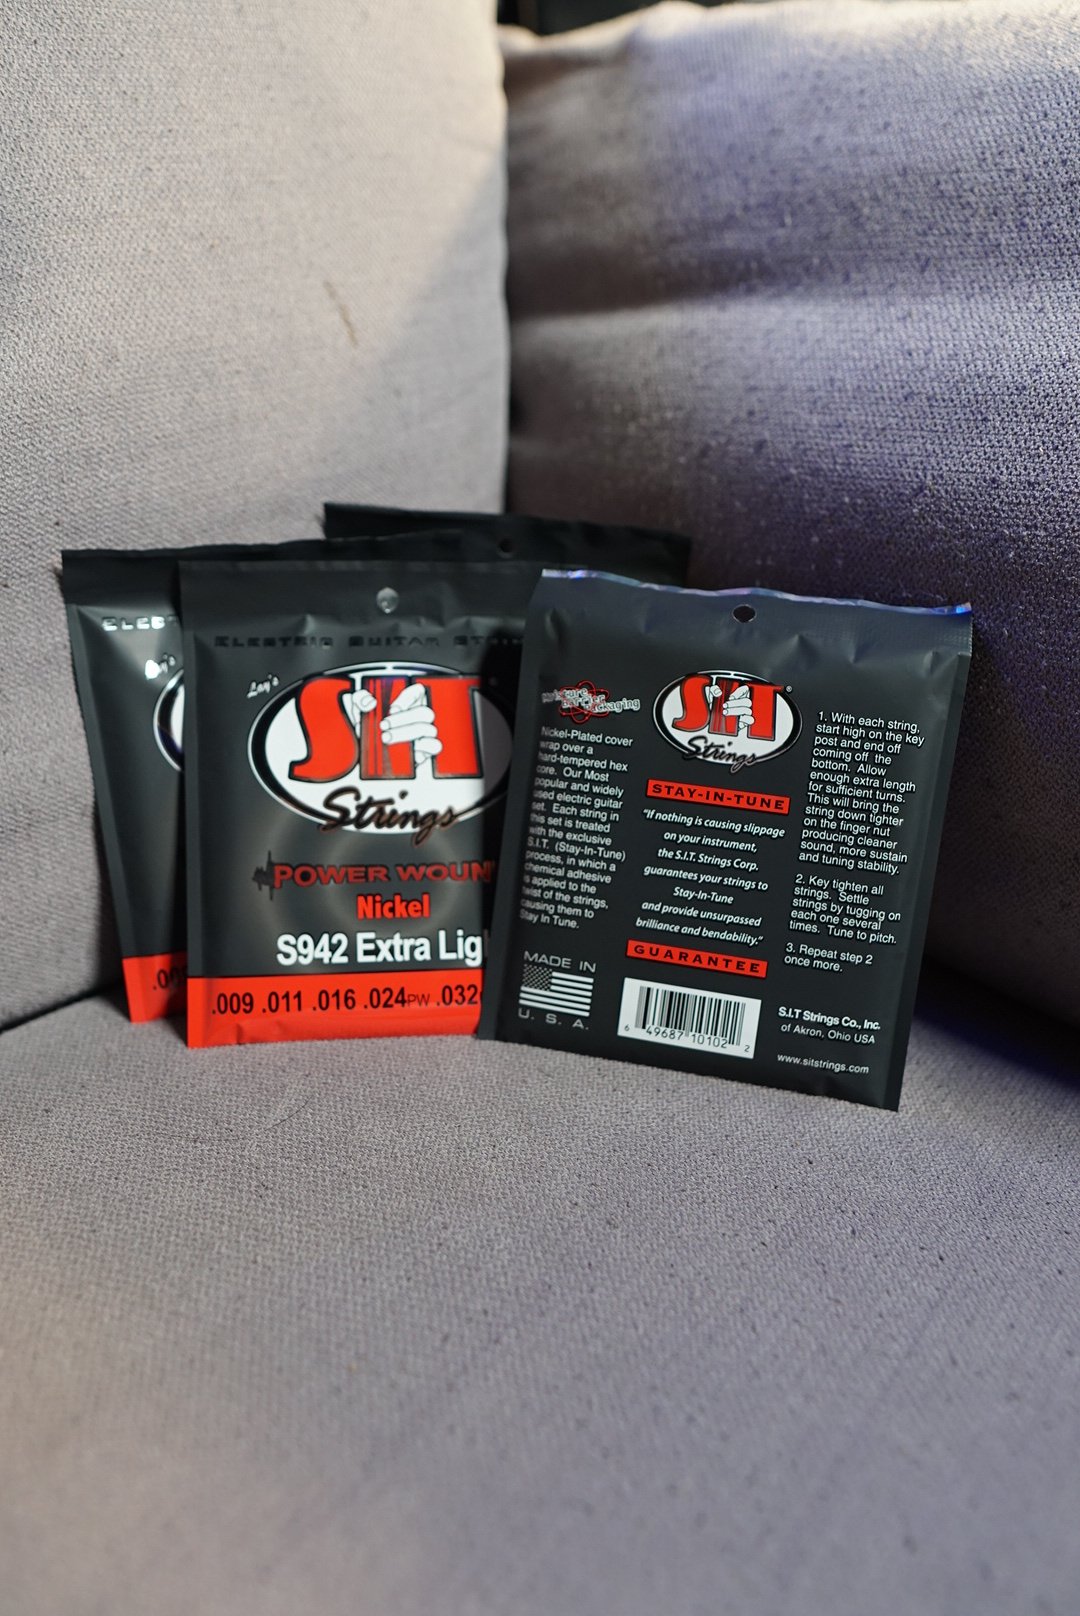 ELECTRIC GUITAR
SIT
Strings
POWER WOUN
Nickel
S942 Extra Lig
.009 .011 .016 .024PW .032
.00
SIT
Strings
Nickel-Plated cover
wrap over a
hard-tempered hex
core. Our Most
popular and widely
used electric guitar
set. Each string in
this set is treated
with the exclusive
S.I.T. (Stay-In-Tune)
process, in which a
chemical adhesive
is applied to the
twist of the strings,
causing them to
Stay In Tune.
MADE IN
U. S. A.
STAY-IN-TUNE
"If nothing is causing slippage
on your instrument,
the S.I.T. Strings Corp.
guarantees your strings to
Stay-In-Tune
and provide unsurpassed
brilliance and bendability."
GUARANTEE
6 49687 10102 2
1. With each string,
start high on the key
post and end off
coming off the
bottom. Allow
enough extra length
for sufficient turns.
This will bring the
string down tighter
on the finger nut
producing cleaner
sound, more sustain
and tuning stability.
2. Key tighten all
strings. Settle
strings by tugging on
each one several
times. Tune to pitch.
3. Repeat step 2
once more.
S.I.T Strings Co., Inc.
of Akron, Ohio USA
www.sitstrings.com